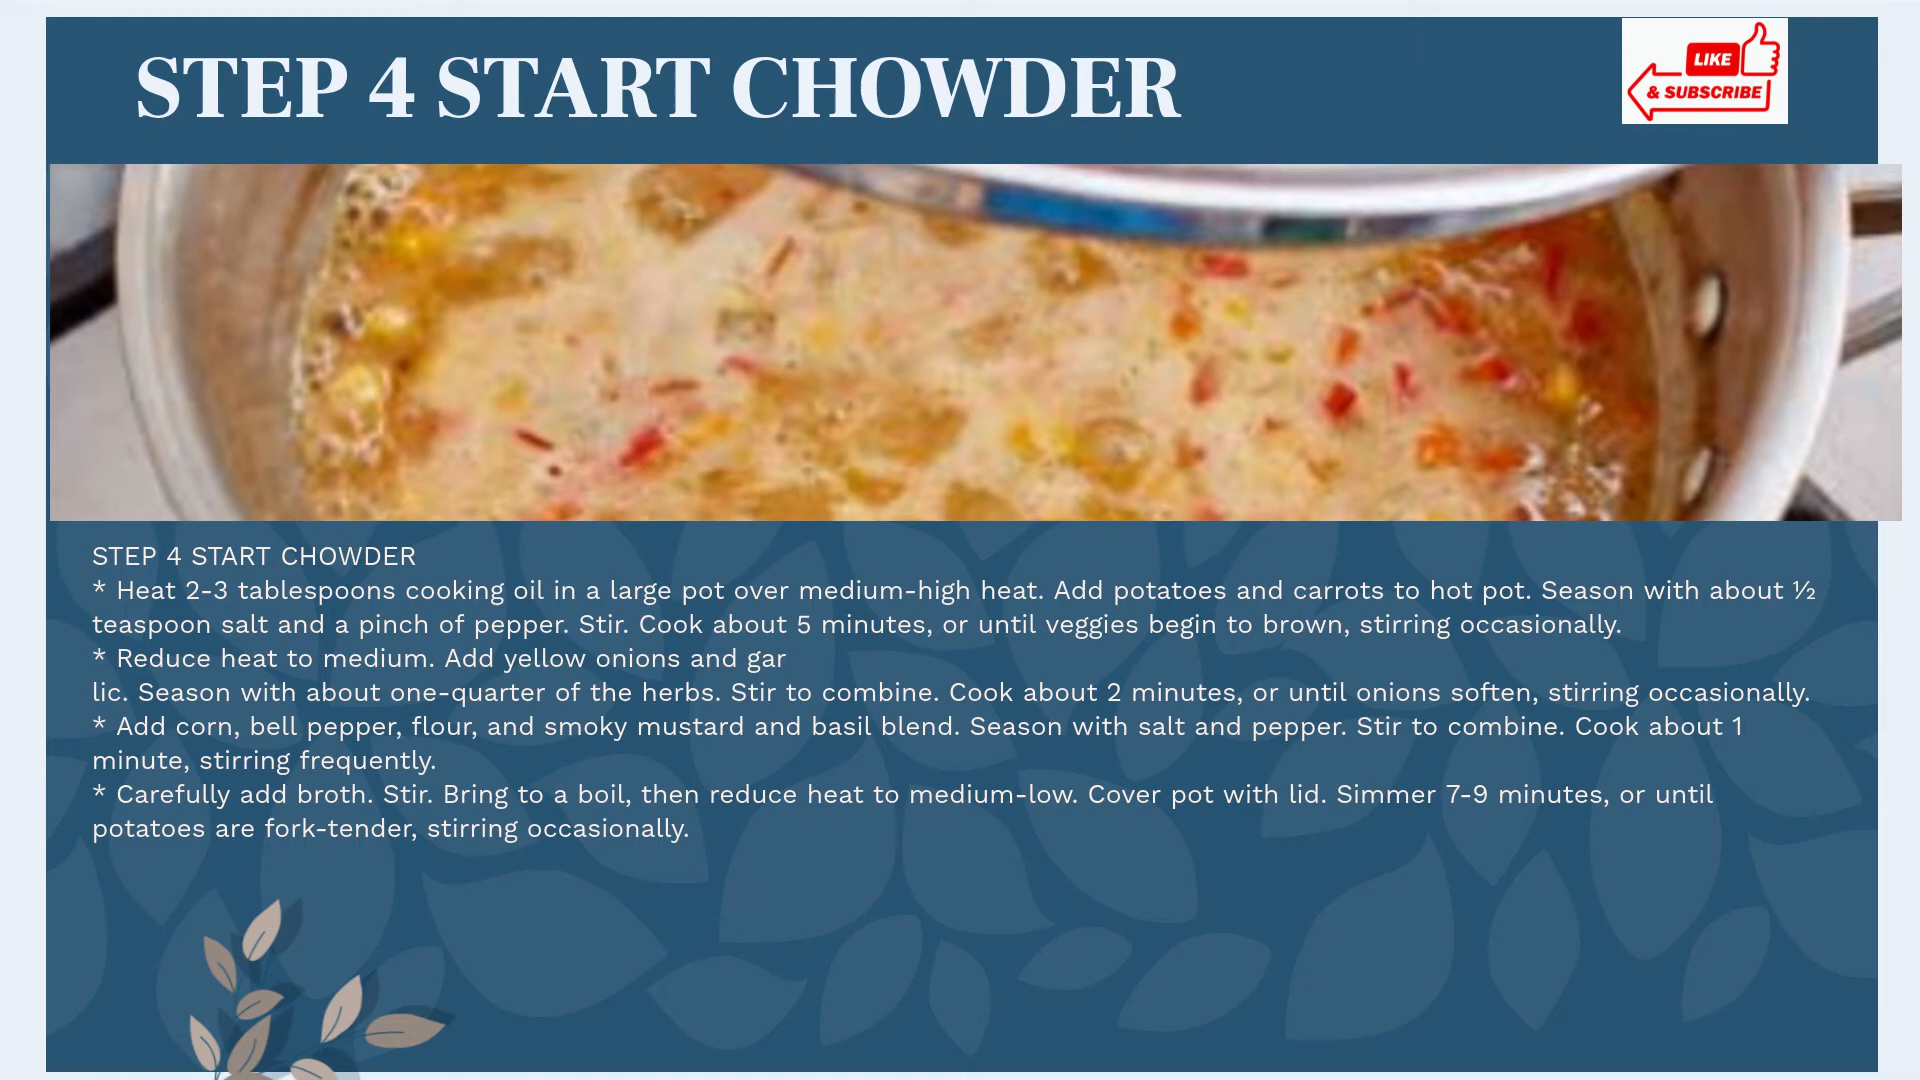 STEP 4 START CHOWDER
LIKE
& SUBSCRIBE
STEP 4 START CHOWDER
* Heat 2-3 tablespoons cooking oil in a large pot over medium-high heat. Add potatoes and carrots to hot pot. Season with about ½
teaspoon salt and a pinch of pepper. Stir. Cook about 5 minutes, or until veggies begin to brown, stirring occasionally.
* Reduce heat to medium. Add yellow onions and gar
lic. Season with about one-quarter of the herbs. Stir to combine. Cook about 2 minutes, or until onions soften, stirring occasionally.
* Add corn, bell pepper, flour, and smoky mustard and basil blend. Season with salt and pepper. Stir to combine. Cook about 1
minute, stirring frequently.
* Carefully add broth. Stir. Bring to a boil, then reduce heat to medium-low. Cover pot with lid. Simmer 7-9 minutes, or until
potatoes are fork-tender, stirring occasionally.